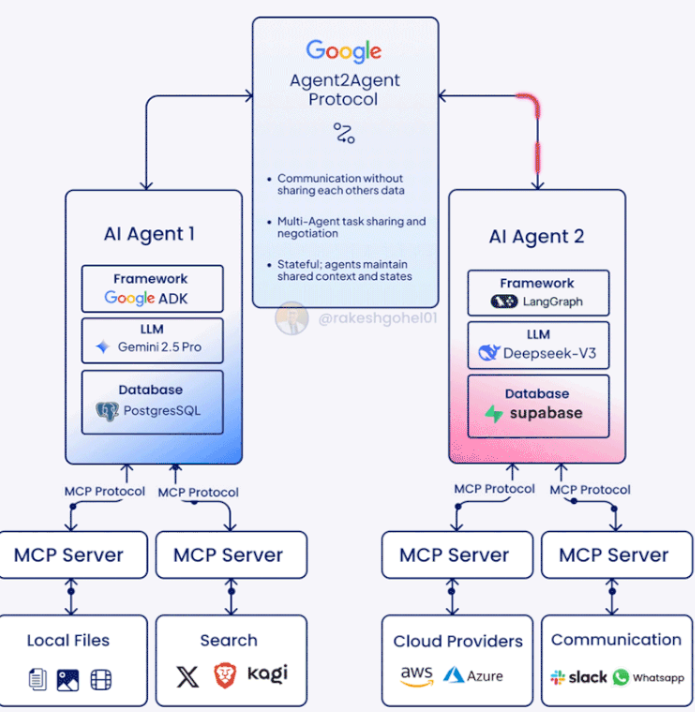 Google
Agent2Agent
Protocol
• Communication without
sharing each others data
• Multi-Agent task sharing and
negotiation
• Stateful; agents maintain
shared context and states
@rakeshgohel01
AI Agent 1
Framework
Google ADK
LLM
Gemini 2.5 Pro
Database
PostgresSQL
AI Agent 2
Framework
LangGraph
LLM
Deepseek-V3
Database
supabase
MCP Protocol
MCP Protocol
MCP Protocol
MCP Protocol
MCP Server
MCP Server
MCP Server
MCP Server
Local Files
Search
X
kagi
Cloud Providers
aws
Azure
Communication
slack
Whatsapp